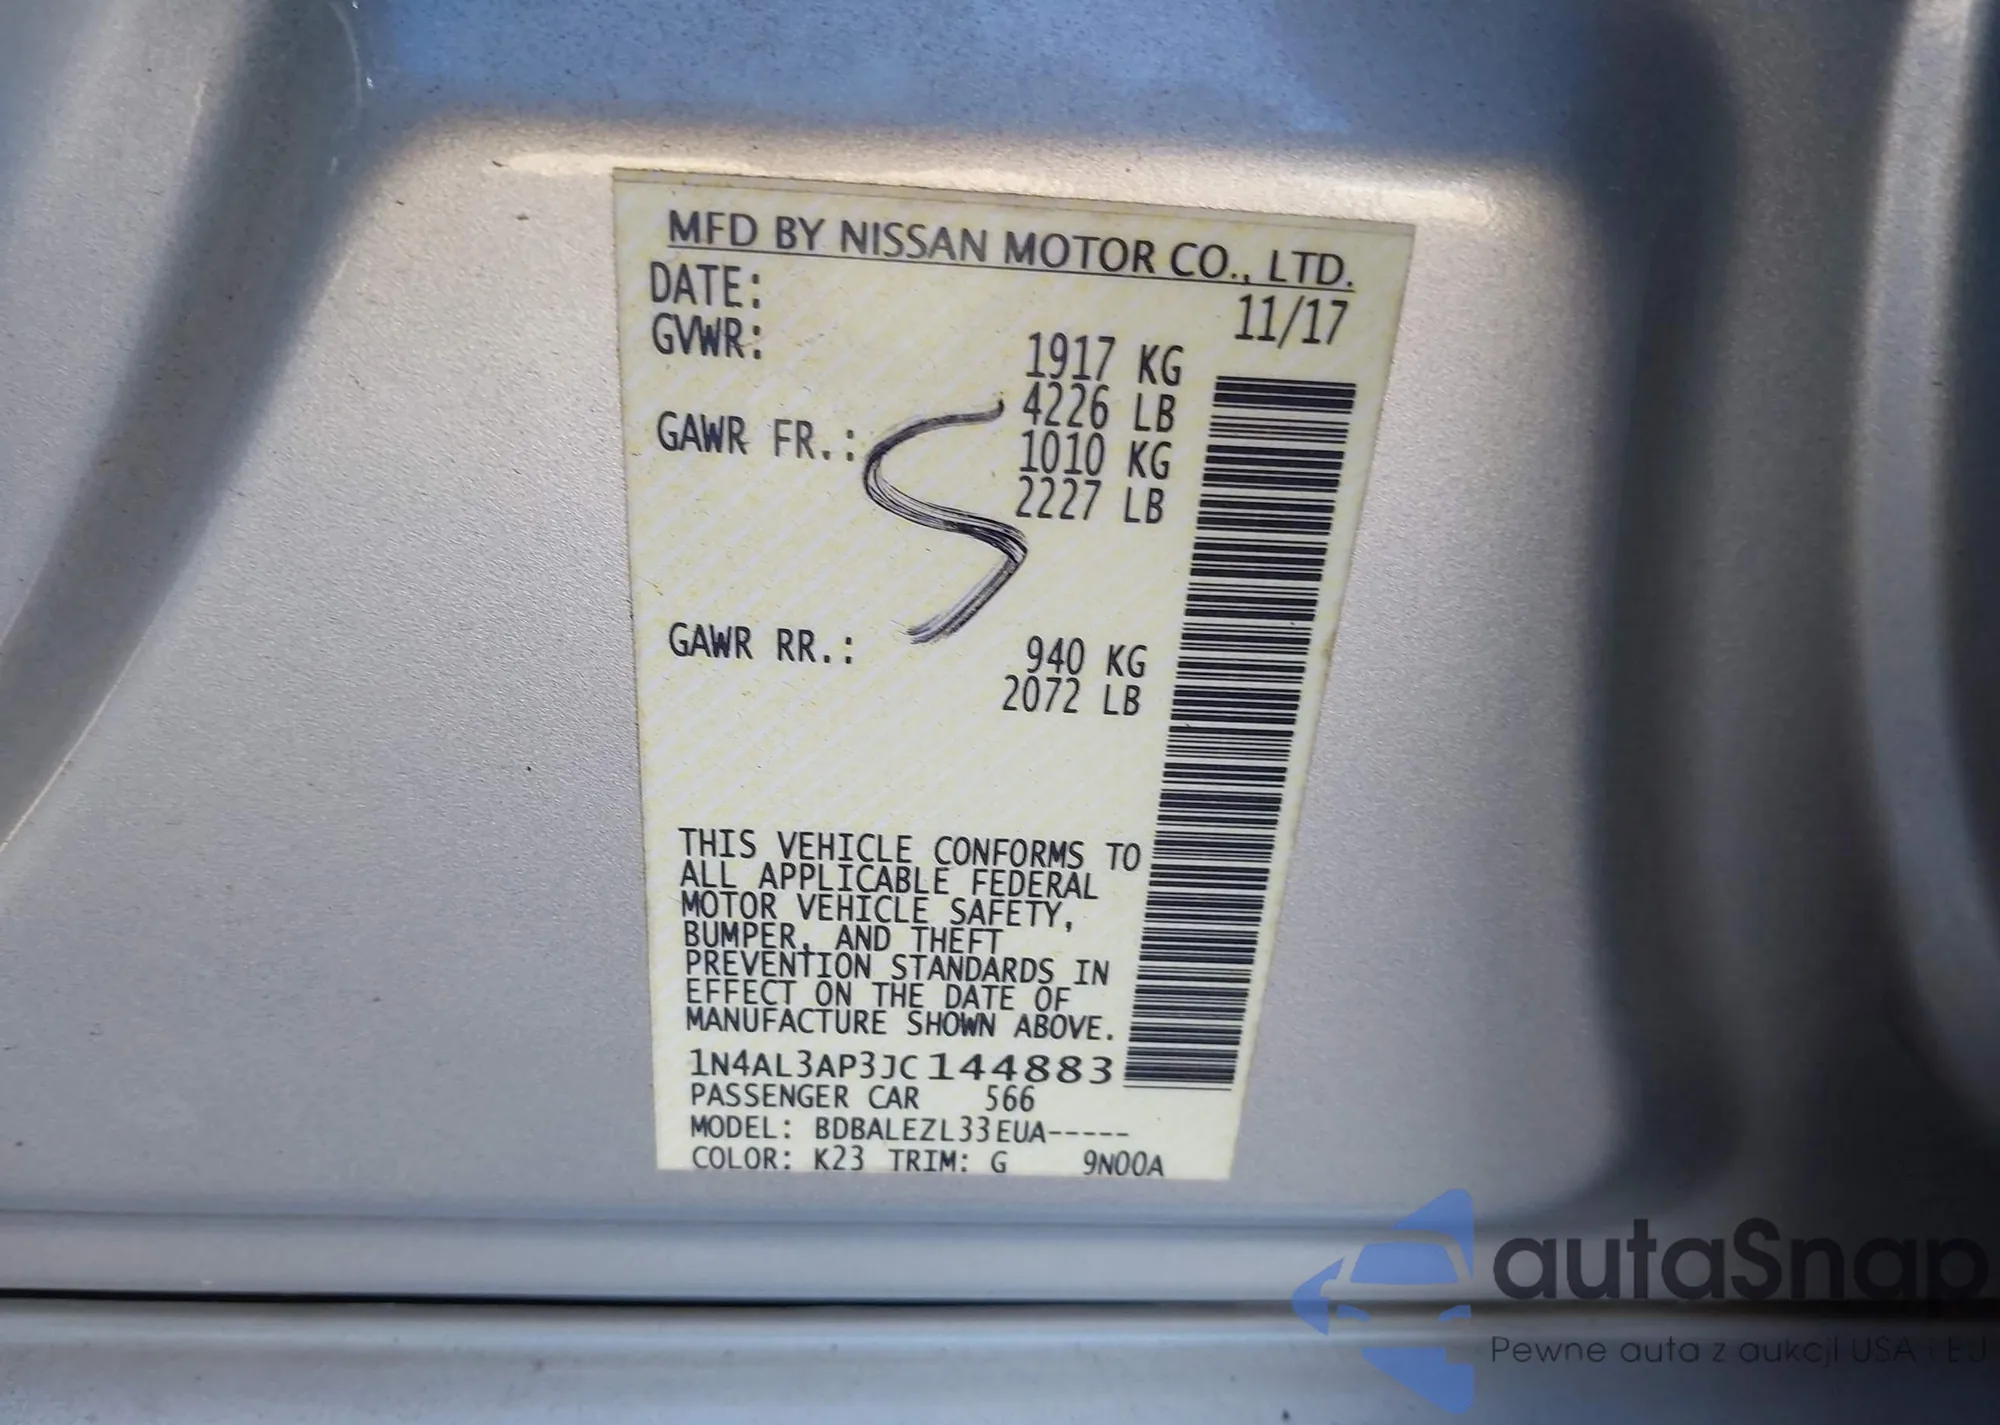 MFD BY NISSAN MOTOR CO., LTD.
DATE: 11/17
GVWR: 1917 KG
4226 LB
GAWR FR.: 1010 KG
2227 LB
S
GAWR RR.: 940 KG
2072 LB
THIS VEHICLE CONFORMS TO
ALL APPLICABLE FEDERAL
MOTOR VEHICLE SAFETY,
BUMPER, AND THEFT
PREVENTION STANDARDS IN
EFFECT ON THE DATE OF
MANUFACTURE SHOWN ABOVE.
1N4AL3AP3JC144883
PASSENGER CAR 566
MODEL: BDBALEZL33EUA-----
COLOR: K23 TRIM: G 9N00A
autaSnap
Pewne auta z aukcji USA i EU